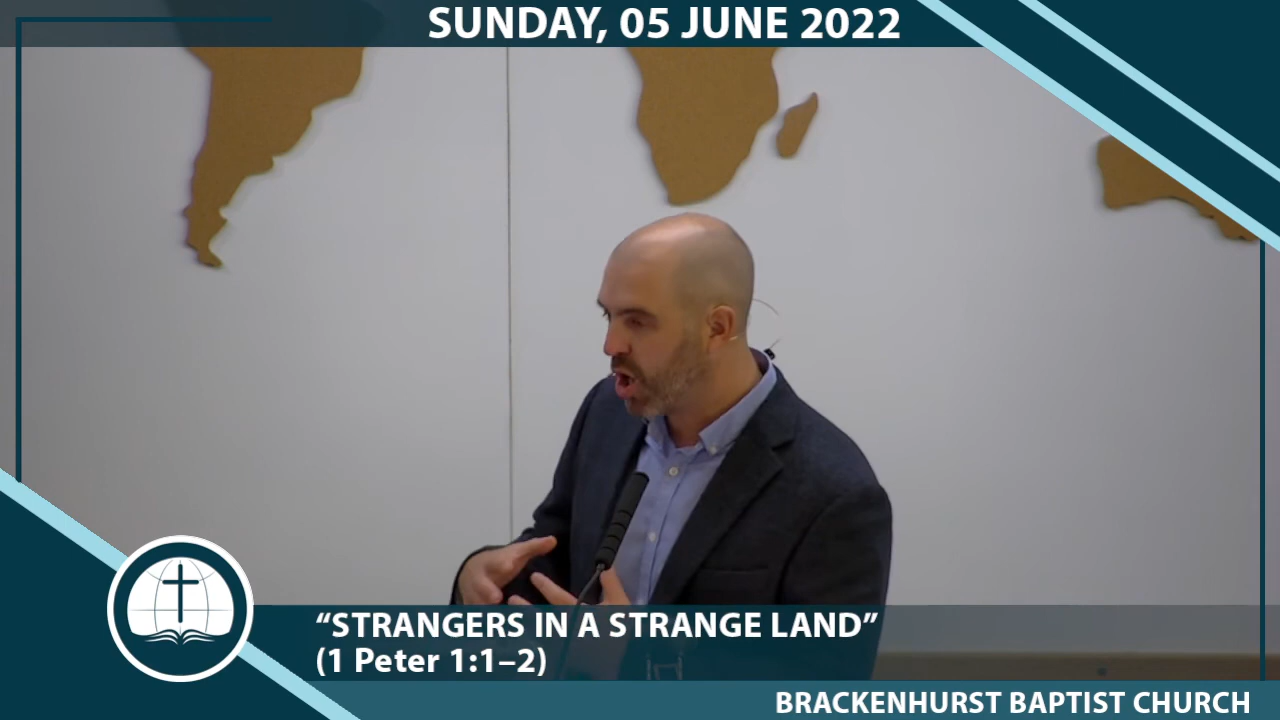 SUNDAY, 05 JUNE 2022
“STRANGERS IN A STRANGE LAND”
(1 Peter 1:1–2)
BRACKENHURST BAPTIST CHURCH